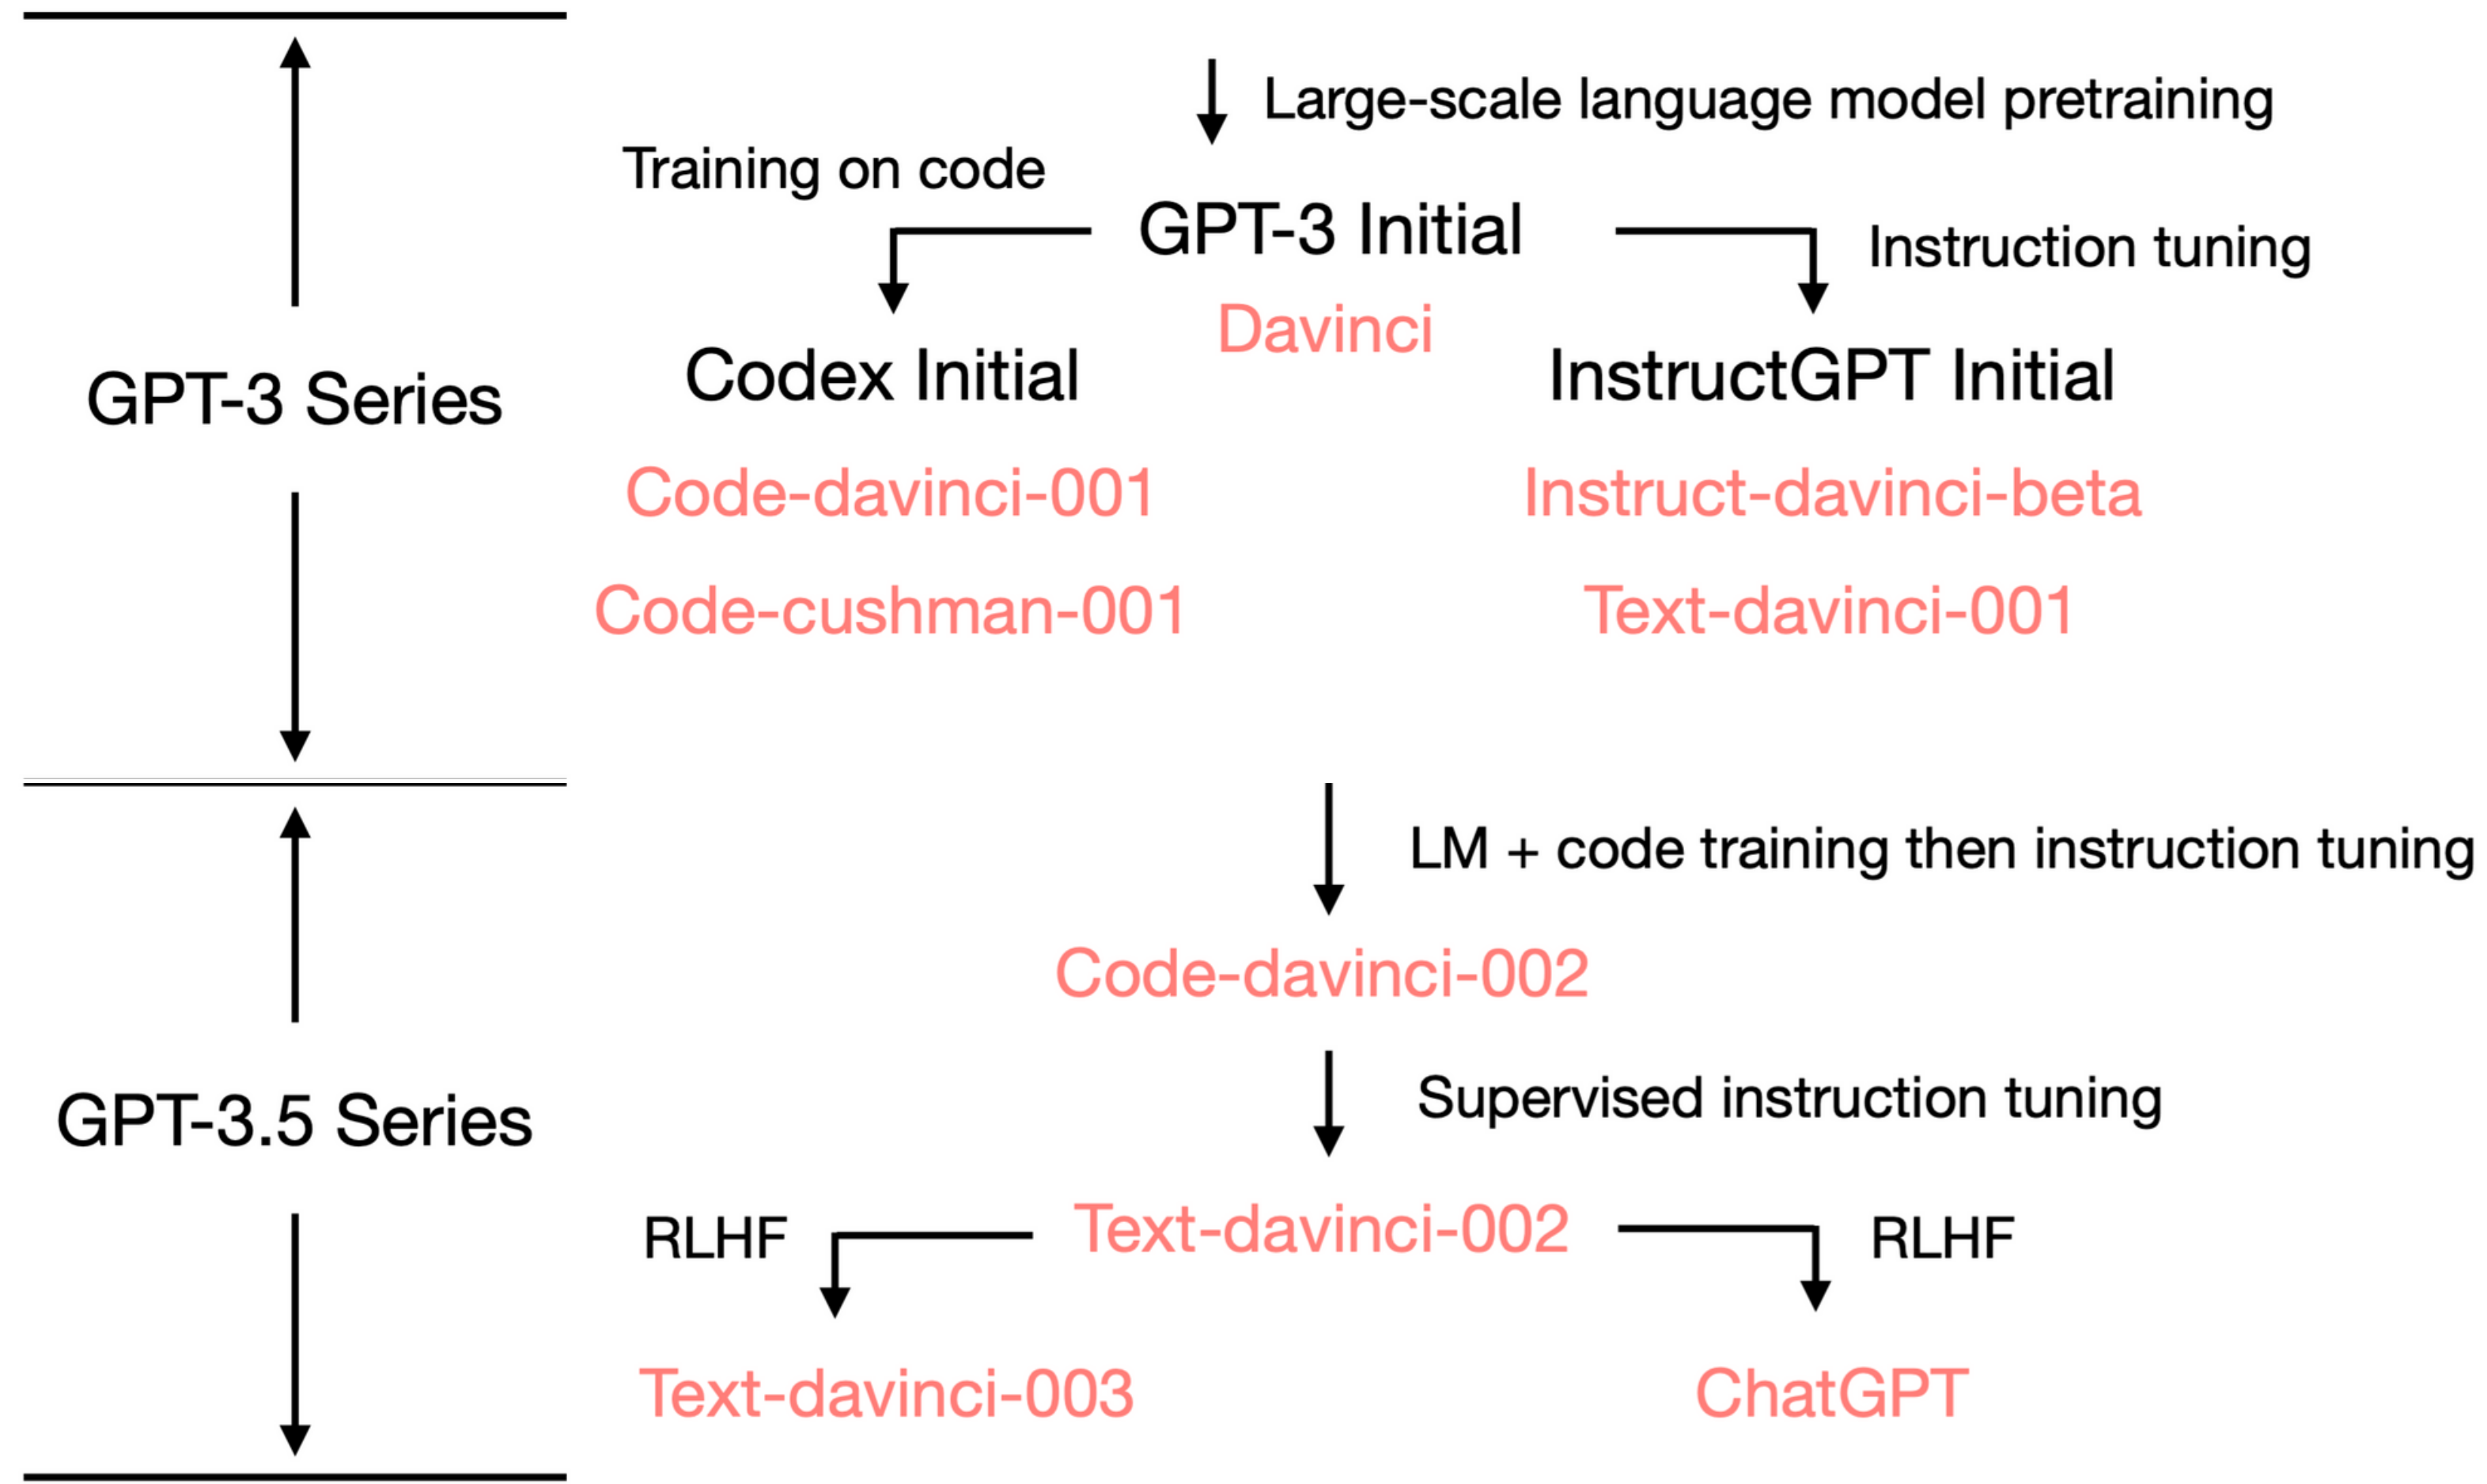 Large-scale language model pretraining
Training on code
GPT-3 Initial
Instruction tuning
Davinci
Codex Initial
InstructGPT Initial
GPT-3 Series
Code-davinci-001
Instruct-davinci-beta
Code-cushman-001
Text-davinci-001
LM + code training then instruction tuning
Code-davinci-002
Supervised instruction tuning
GPT-3.5 Series
RLHF
Text-davinci-002
RLHF
Text-davinci-003
ChatGPT